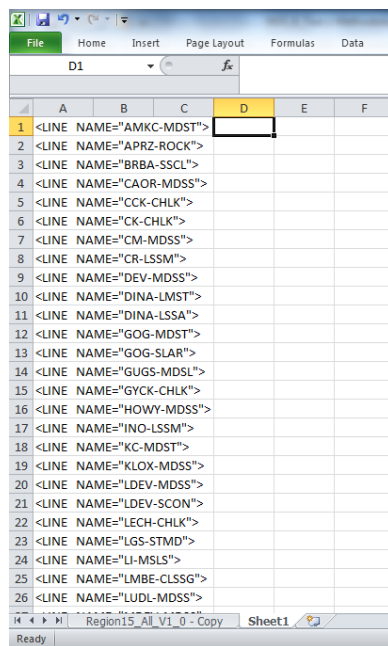 File Home Insert Page Layout Formulas Data
D1 fx
A B C D E F
1 <LINE NAME="AMKC-MDST">
2 <LINE NAME="APRZ-ROCK">
3 <LINE NAME="BRBA-SSCL">
4 <LINE NAME="CAOR-MDSS">
5 <LINE NAME="CCK-CHLK">
6 <LINE NAME="CK-CHLK">
7 <LINE NAME="CM-MDSS">
8 <LINE NAME="CR-LSSM">
9 <LINE NAME="DEV-MDSS">
10 <LINE NAME="DINA-LMST">
11 <LINE NAME="DINA-LSSA">
12 <LINE NAME="GOG-MDST">
13 <LINE NAME="GOG-SLAR">
14 <LINE NAME="GUGS-MDSL">
15 <LINE NAME="GYCK-CHLK">
16 <LINE NAME="HOWY-MDSS">
17 <LINE NAME="INO-LSSM">
18 <LINE NAME="KC-MDST">
19 <LINE NAME="KLOX-MDSS">
20 <LINE NAME="LDEV-MDSS">
21 <LINE NAME="LDEV-SCON">
22 <LINE NAME="LECH-CHLK">
23 <LINE NAME="LGS-STMD">
24 <LINE NAME="LI-MSLS">
25 <LINE NAME="LMBE-CLSSG">
26 <LINE NAME="LUDL-MDSS">
Region15_All_V1_0 - Copy Sheet1
Ready